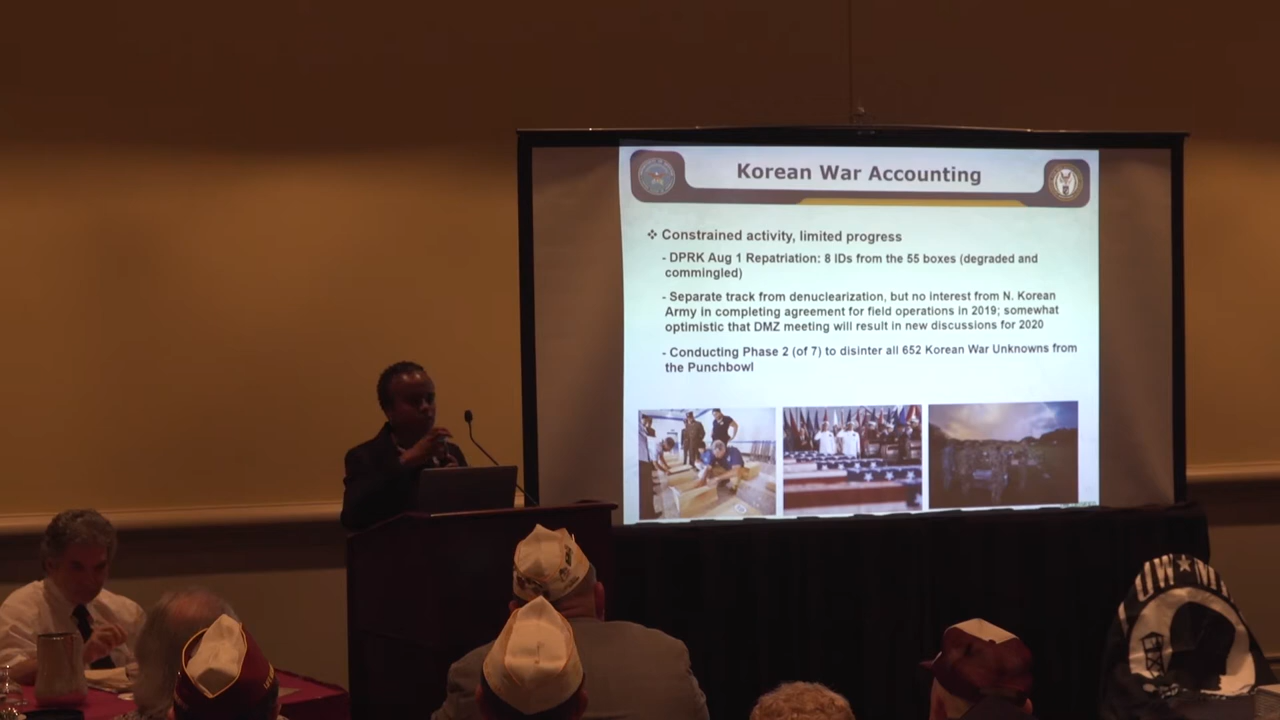 Korean War Accounting
❖ Constrained activity, limited progress
- DPRK Aug 1 Repatriation: 8 IDs from the 55 boxes (degraded and
commingled)
- Separate track from denuclearization, but no interest from N. Korean
Army in completing agreement for field operations in 2019; somewhat
optimistic that DMZ meeting will result in new discussions for 2020
- Conducting Phase 2 (of 7) to disinter all 652 Korean War Unknowns from
the Punchbowl